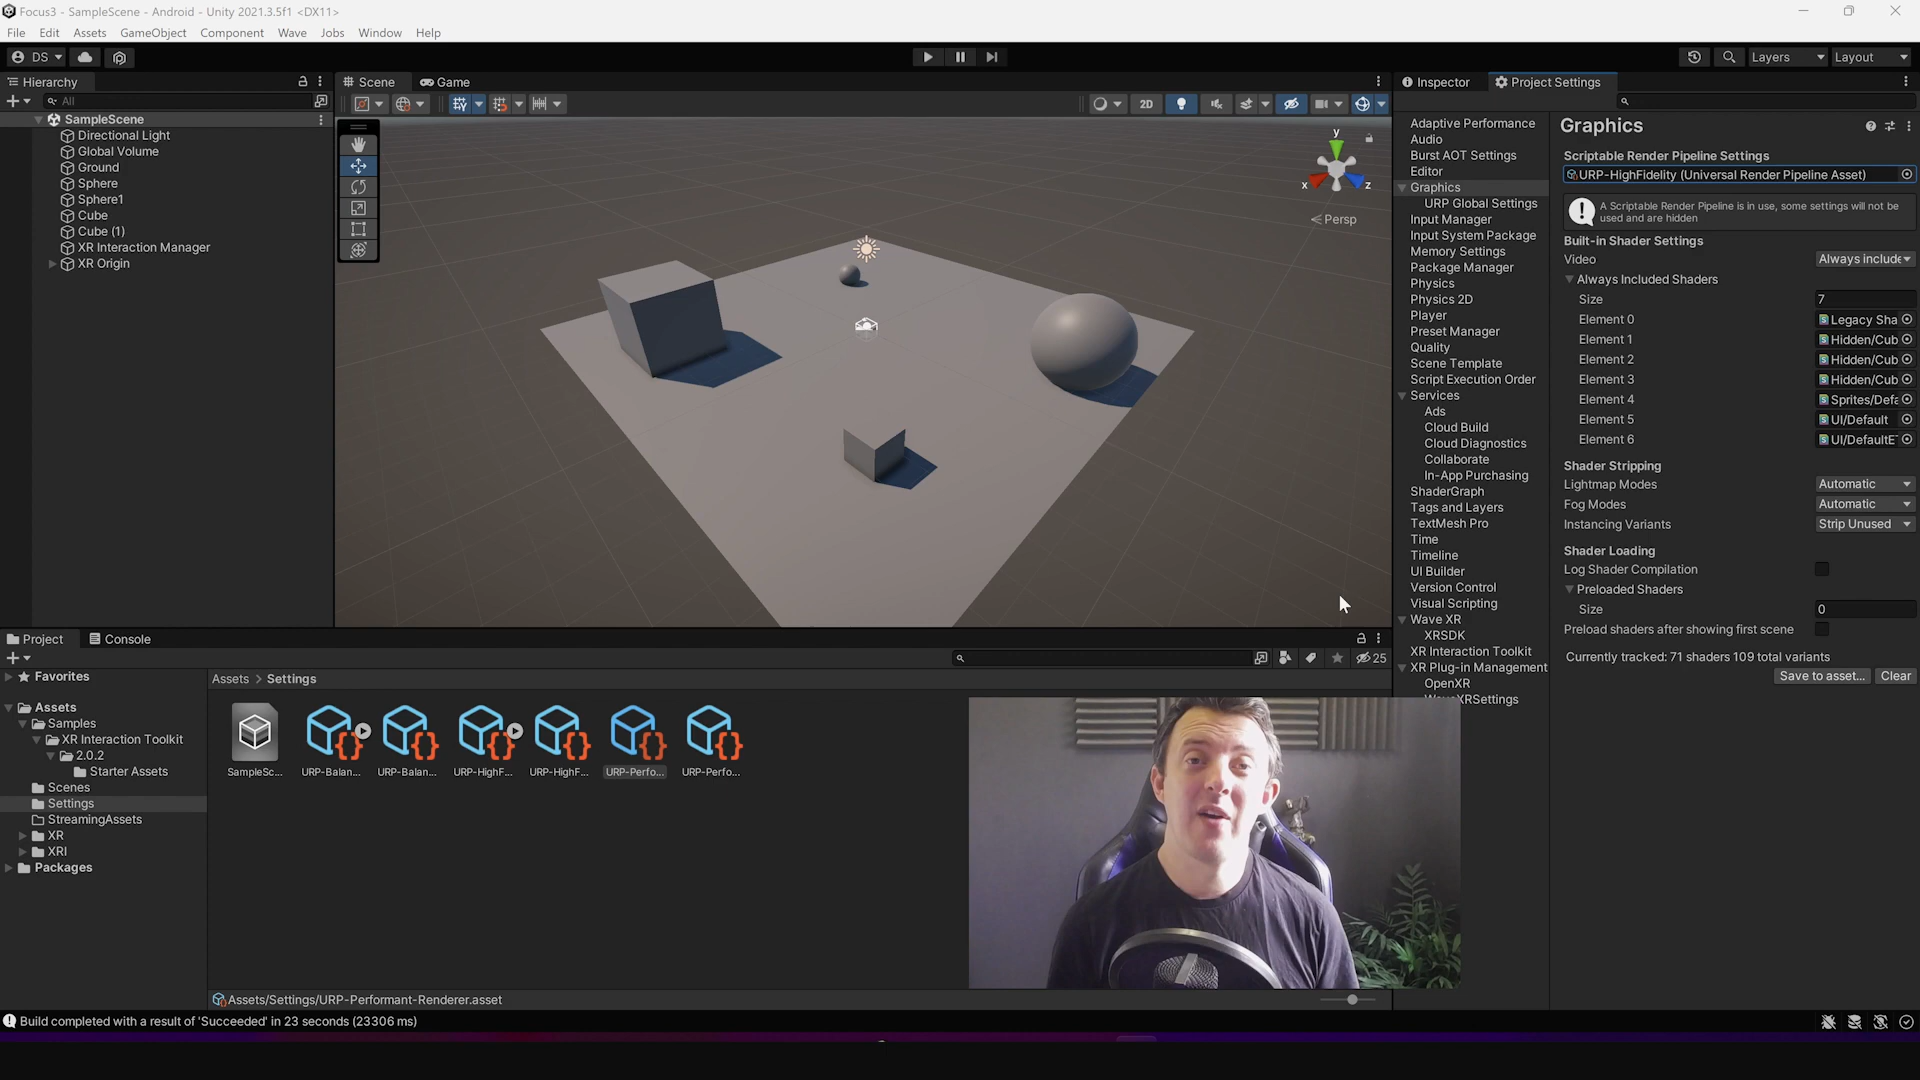 Focus3 - SampleScene - Android - Unity 2021.3.5f1 <DX11>
File Edit Assets GameObject Component Wave Jobs Window Help
DS
Layers
Layout
Hierarchy
All
SampleScene
Directional Light
Global Volume
Ground
Sphere
Sphere1
Cube
Cube (1)
XR Interaction Manager
XR Origin
Scene
Game
2D
y
x
z
Persp
Inspector
Project Settings
Adaptive Performance
Audio
Burst AOT Settings
Editor
Graphics
URP Global Settings
Input Manager
Input System Package
Memory Settings
Package Manager
Physics
Physics 2D
Player
Preset Manager
Quality
Scene Template
Script Execution Order
Services
Ads
Cloud Build
Cloud Diagnostics
Collaborate
In-App Purchasing
ShaderGraph
Tags and Layers
TextMesh Pro
Time
Timeline
UI Builder
Version Control
Visual Scripting
Wave XR
XRSDK
XR Interaction Toolkit
XR Plug-in Management
OpenXR
WaveXRSettings
Graphics
Scriptable Render Pipeline Settings
URP-HighFidelity (Universal Render Pipeline Asset)
A Scriptable Render Pipeline is in use, some settings will not be
used and are hidden
Built-in Shader Settings
Video Always include
Always Included Shaders
Size 7
Element 0 Legacy Sha
Element 1 Hidden/Cub
Element 2 Hidden/Cub
Element 3 Hidden/Cub
Element 4 Sprites/Defa
Element 5 UI/Default
Element 6 UI/DefaultE
Shader Stripping
Lightmap Modes Automatic
Fog Modes Automatic
Instancing Variants Strip Unused
Shader Loading
Log Shader Compilation
Preloaded Shaders
Size 0
Preload shaders after showing first scene
Currently tracked: 71 shaders 109 total variants
Save to asset... Clear
Project
Console
25
Favorites
Assets
Samples
XR Interaction Toolkit
2.0.2
Starter Assets
Scenes
Settings
StreamingAssets
XR
XRI
Packages
Assets > Settings
SampleSc... URP-Balan... URP-Balan... URP-HighF... URP-HighF... URP-Perfo... URP-Perfo...
Assets/Settings/URP-Performant-Renderer.asset
Build completed with a result of 'Succeeded' in 23 seconds (23306 ms)